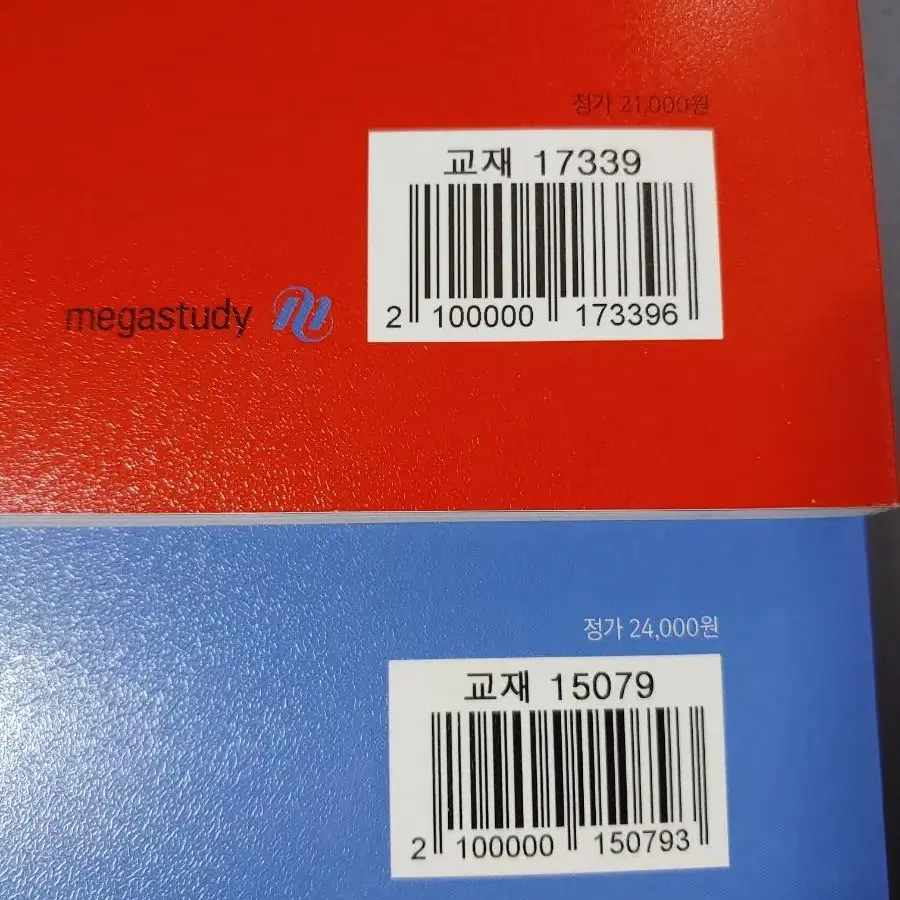 정가 21,000원
교재 17339
2 100000 173396
megastudy
정가 24,000원
교재 15079
2 100000 150793